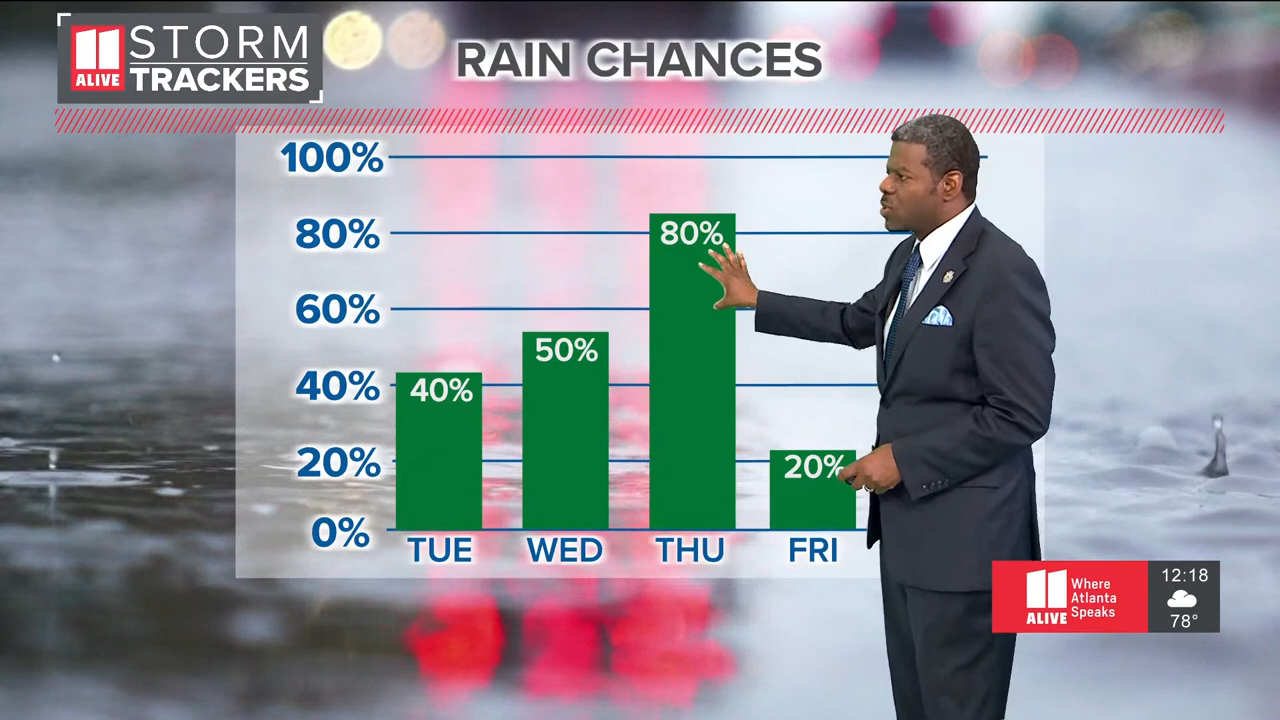 11 ALIVE STORM TRACKERS
RAIN CHANCES
100%
80%
60%
40%
20%
0%
40%
50%
80%
20%
TUE WED THU FRI
11 ALIVE
Where
Atlanta
Speaks
12:18
78°